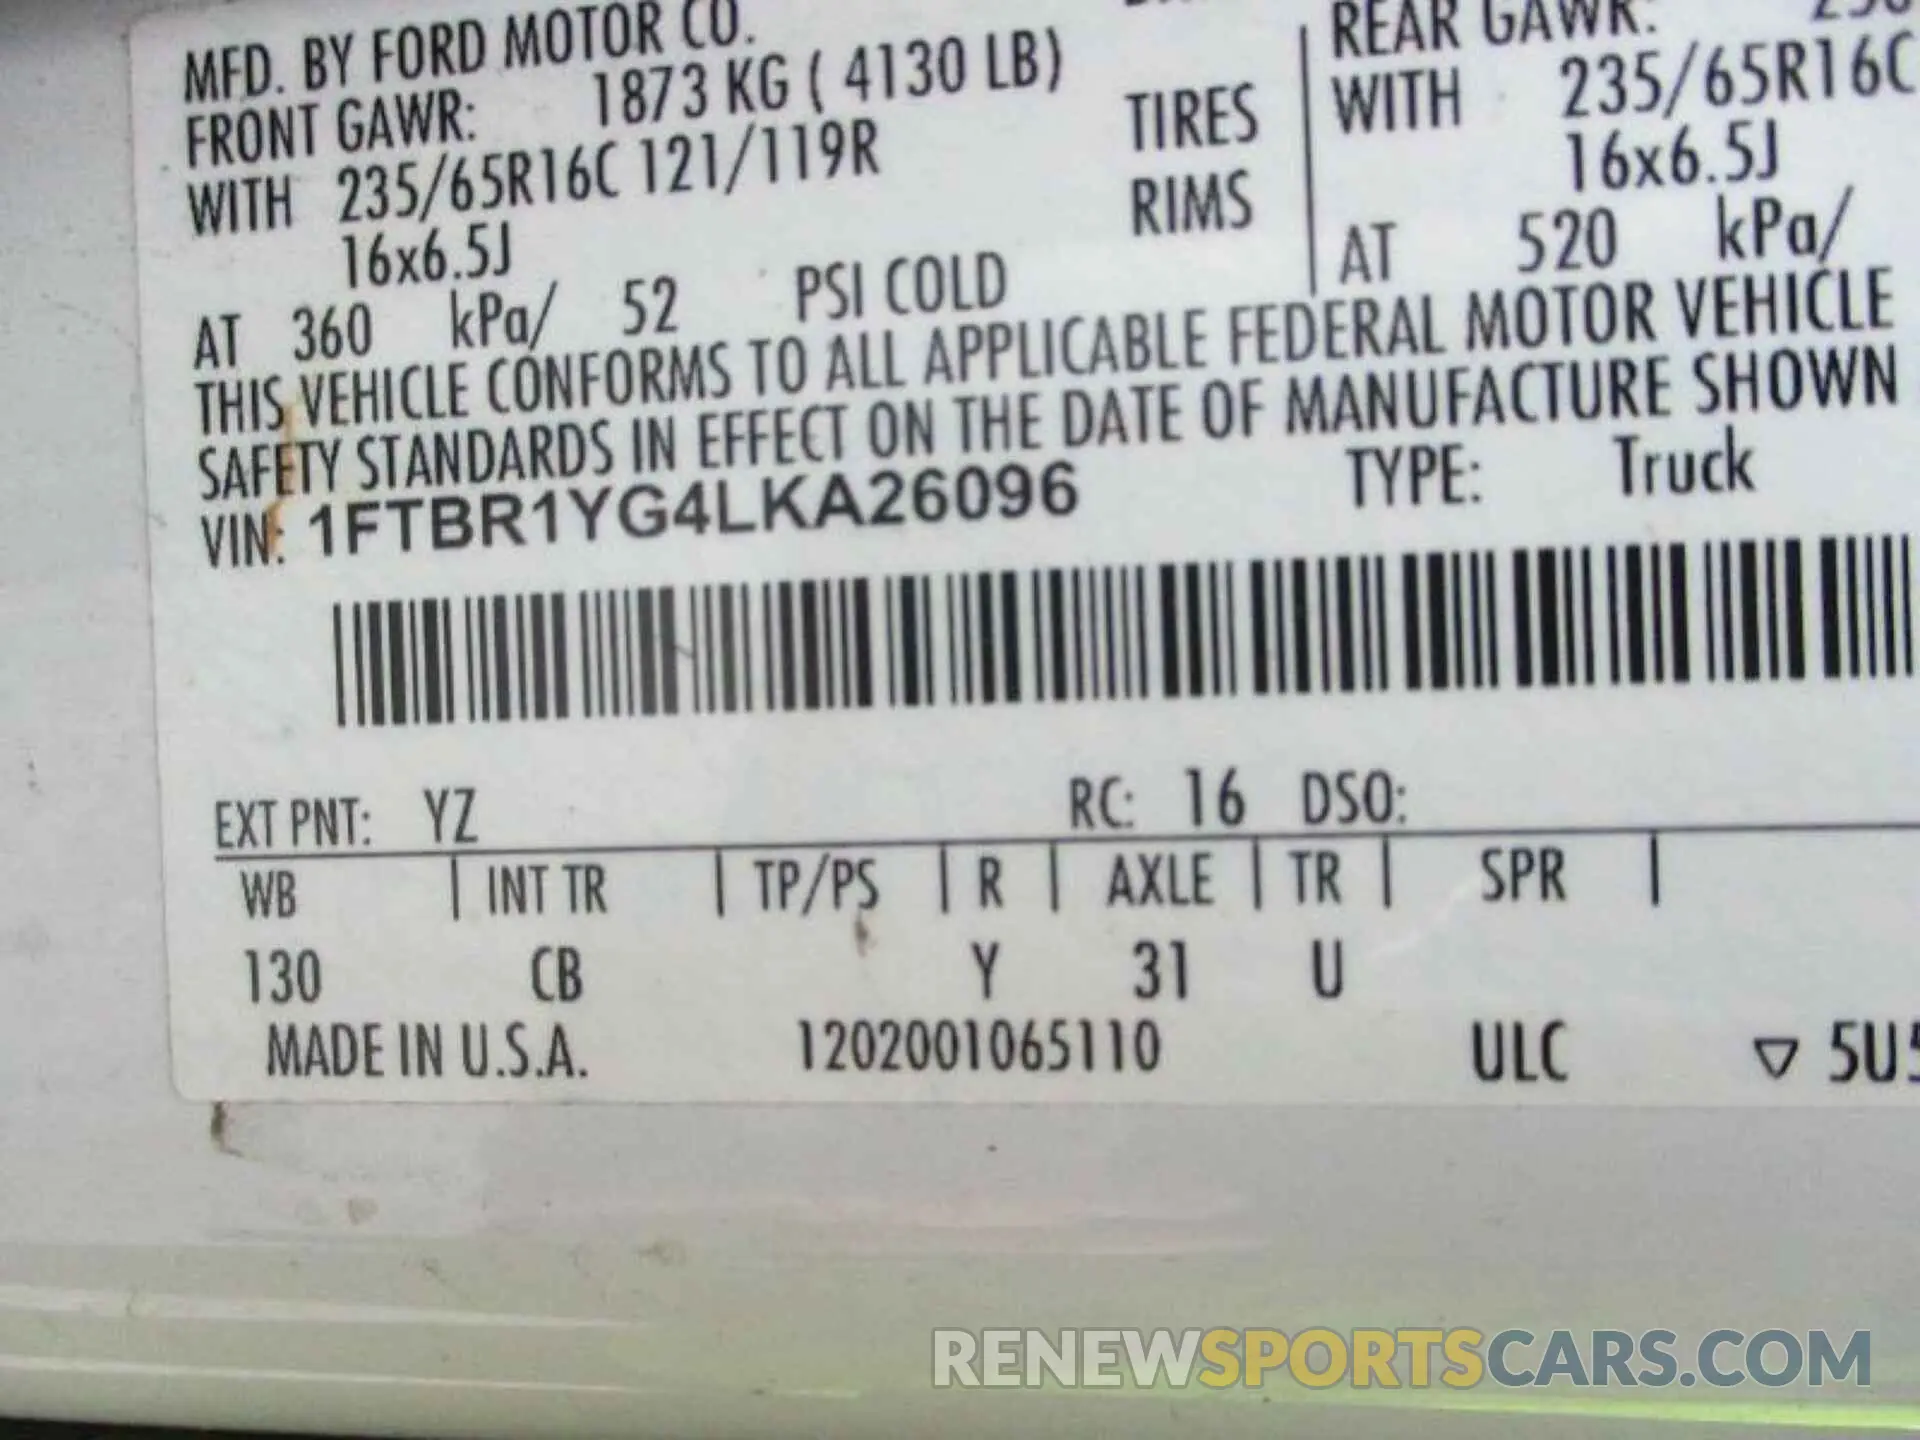 MFD. BY FORD MOTOR CO.
FRONT GAWR: 1873 KG ( 4130 LB)
WITH 235/65R16C 121/119R TIRES
16x6.5J RIMS
AT 360 kPa/ 52 PSI COLD
REAR GAWR:
WITH 235/65R16C
16x6.5J
AT 520 kPa/
THIS VEHICLE CONFORMS TO ALL APPLICABLE FEDERAL MOTOR VEHICLE
SAFETY STANDARDS IN EFFECT ON THE DATE OF MANUFACTURE SHOWN
VIN: 1FTBR1YG4LKA26096 TYPE: Truck
EXT PNT: YZ RC: 16 DSO:
WB | INT TR | TP/PS | R | AXLE | TR | SPR |
130 CB Y 31 U
MADE IN U.S.A. 1202001065110 ULC ▽ 5U5
RENEWSPORTSCARS.COM